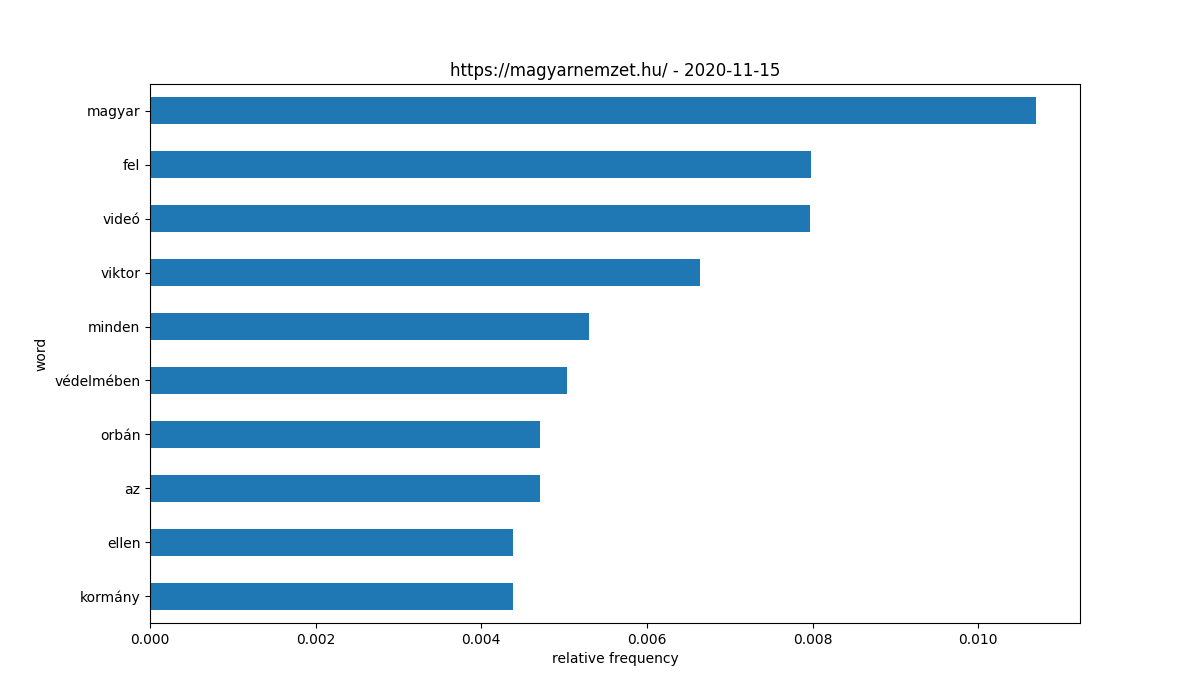 https://magyarnemzet.hu/ - 2020-11-15
magyar
fel
videó
viktor
minden
védelmében
orbán
az
ellen
kormány
word
0.000 0.002 0.004 0.006 0.008 0.010
relative frequency